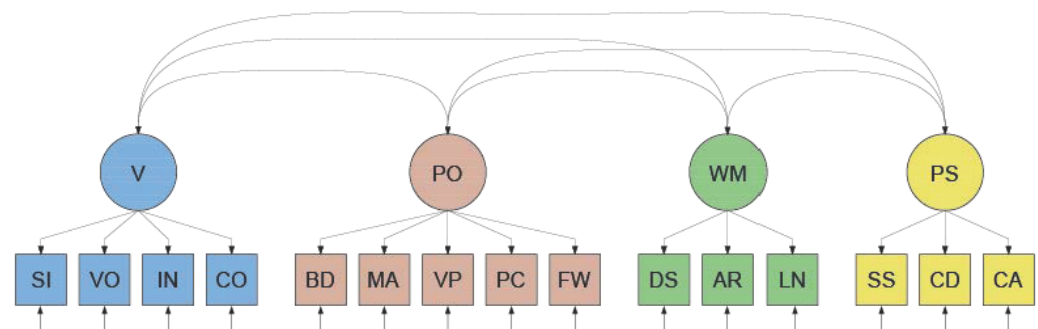 V PO WM PS
SI VO IN CO BD MA VP PC FW DS AR LN SS CD CA